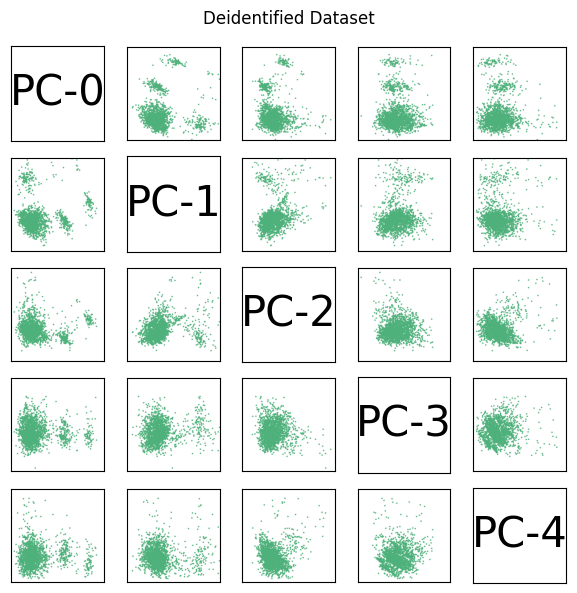 Deidentified Dataset
PC-0
PC-1
PC-2
PC-3
PC-4